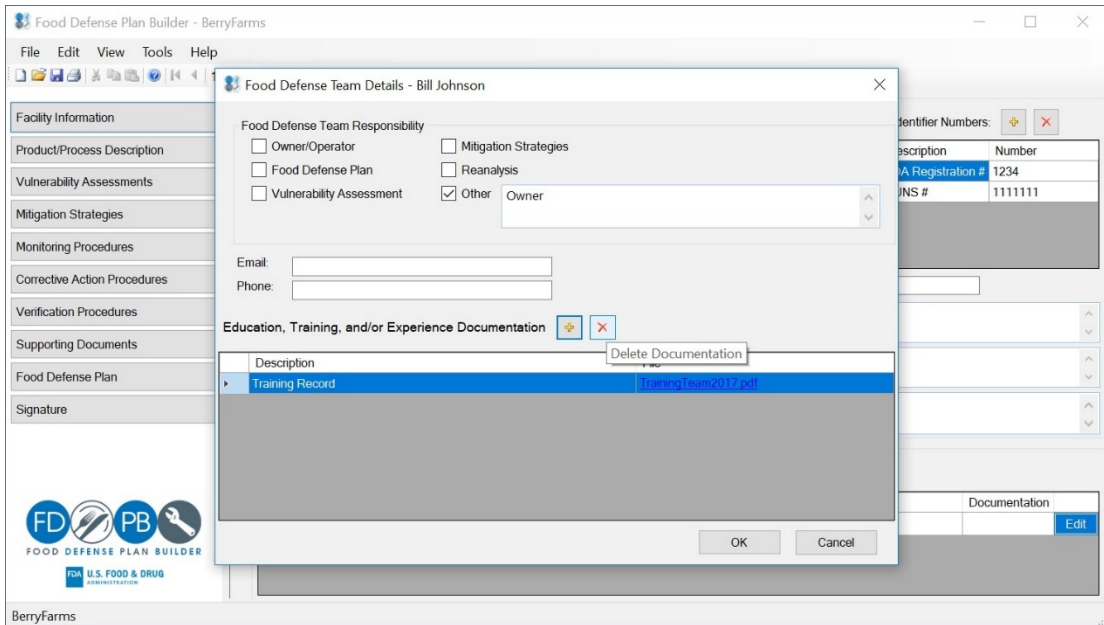 Food Defense Plan Builder - BerryFarms
File Edit View Tools Help
Food Defense Team Details - Bill Johnson
Facility Information
Product/Process Description
Vulnerability Assessments
Mitigation Strategies
Monitoring Procedures
Corrective Action Procedures
Verification Procedures
Supporting Documents
Food Defense Plan
Signature
Food Defense Team Responsibility
Owner/Operator
Mitigation Strategies
Food Defense Plan
Reanalysis
Vulnerability Assessment
Other
Owner
Email:
Phone:
Education, Training, and/or Experience Documentation
Delete Documentation
Description
Training Record TrainingTeam2017.pdf
OK Cancel
dentifier Numbers:
escription Number
DA Registration # 1234
UNS # 1111111
Documentation
Edit
FD PB
FOOD DEFENSE PLAN BUILDER
FDA U.S. FOOD & DRUG
ADMINISTRATION
BerryFarms